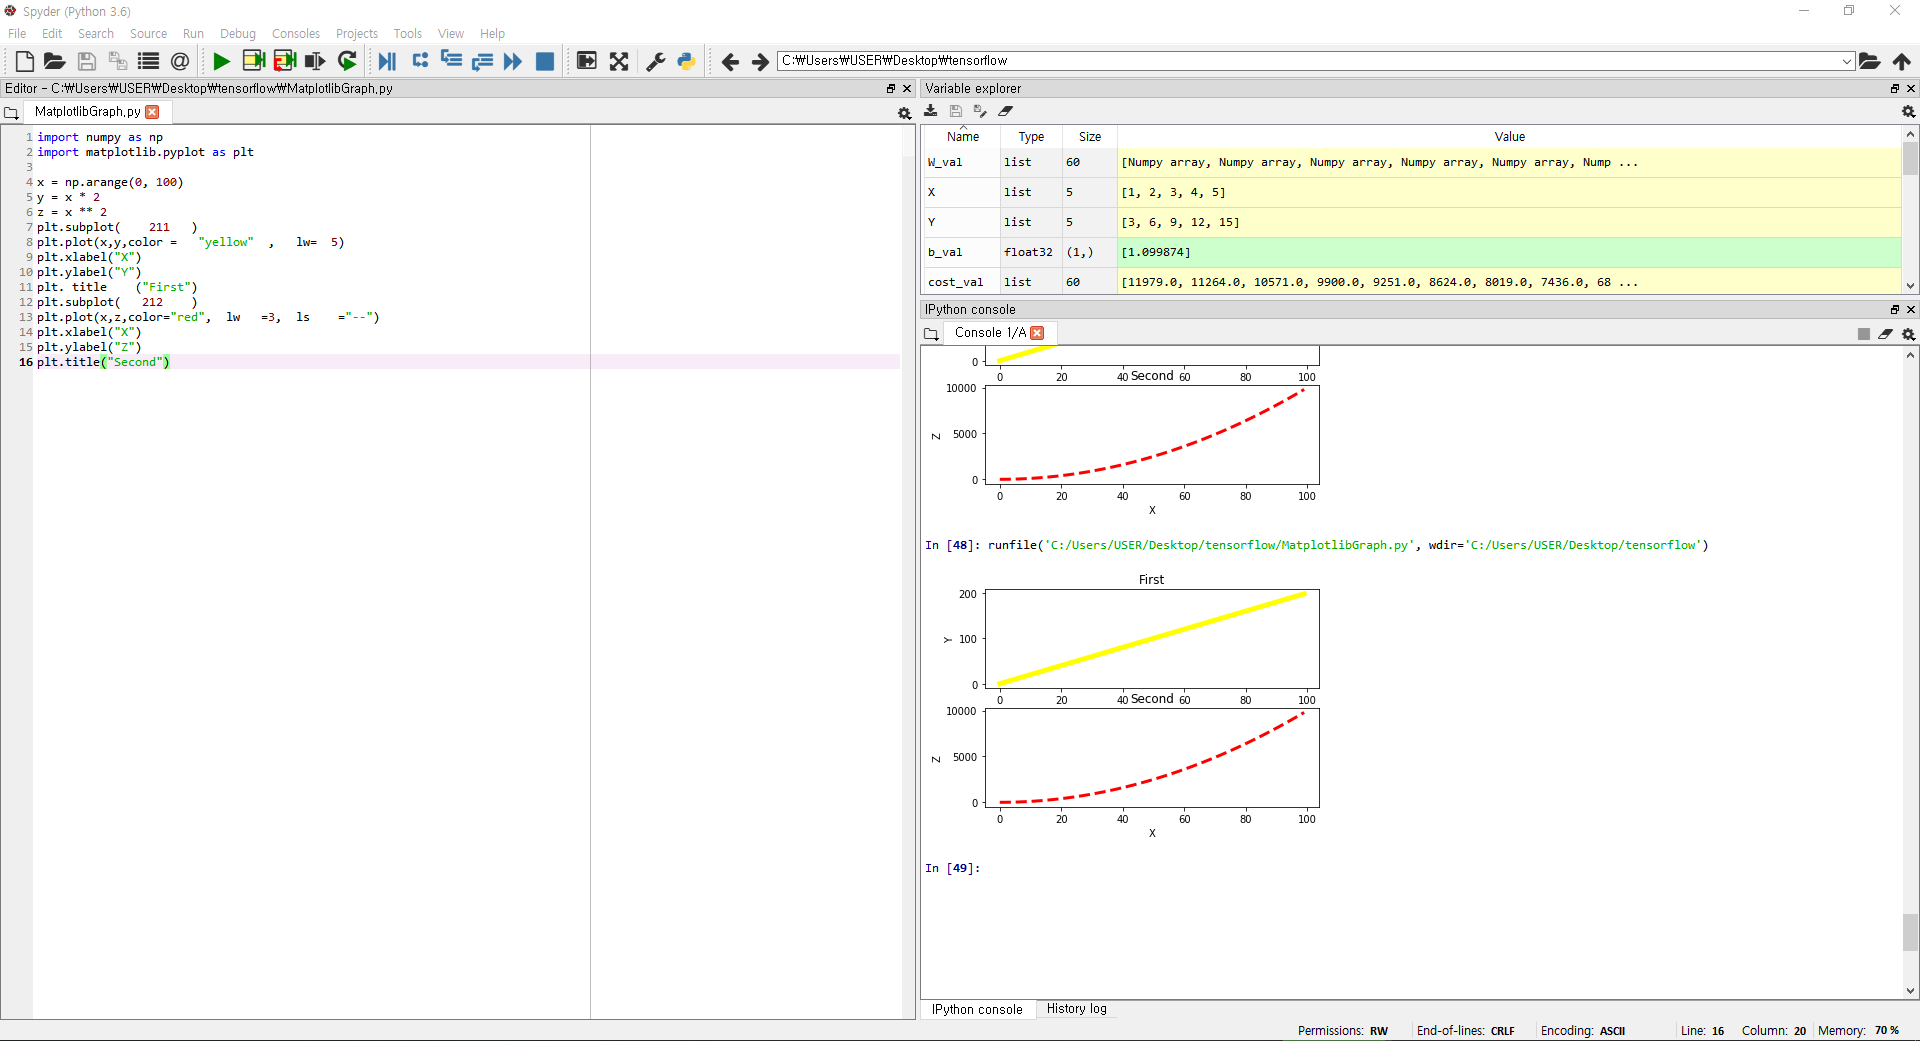 Spyder (Python 3.6)
File Edit Search Source Run Debug Consoles Projects Tools View Help
C:₩Users₩USER₩Desktop₩tensorflow
Editor - C:₩Users₩USER₩Desktop₩tensorflow₩MatplotlibGraph.py
MatplotlibGraph.py
1 import numpy as np
2 import matplotlib.pyplot as plt
3
4 x = np.arange(0, 100)
5 y = x * 2
6 z = x ** 2
7 plt.subplot(    211   )
8 plt.plot(x,y,color =   "yellow"  ,   lw=  5)
9 plt.xlabel("X")
10 plt.ylabel("Y")
11 plt. title    ("First")
12 plt.subplot(   212    )
13 plt.plot(x,z,color="red",  lw   =3,  ls    ="--")
14 plt.xlabel("X")
15 plt.ylabel("Z")
16 plt.title("Second")
Variable explorer
Name Type Size Value
W_val list 60 [Numpy array, Numpy array, Numpy array, Numpy array, Numpy array, Nump ...
X list 5 [1, 2, 3, 4, 5]
Y list 5 [3, 6, 9, 12, 15]
b_val float32 (1,) [1.099874]
cost_val list 60 [11979.0, 11264.0, 10571.0, 9900.0, 9251.0, 8624.0, 8019.0, 7436.0, 68 ...
IPython console
Console 1/A
0
0 20 40 60 80 100
Second
10000
Z 5000
0
0 20 40 60 80 100
X
In [48]: runfile('C:/Users/USER/Desktop/tensorflow/MatplotlibGraph.py', wdir='C:/Users/USER/Desktop/tensorflow')
First
200
Y 100
0
0 20 40 60 80 100
Second
10000
Z 5000
0
0 20 40 60 80 100
X
In [49]:
IPython console History log
Permissions: RW End-of-lines: CRLF Encoding: ASCII Line: 16 Column: 20 Memory: 70 %